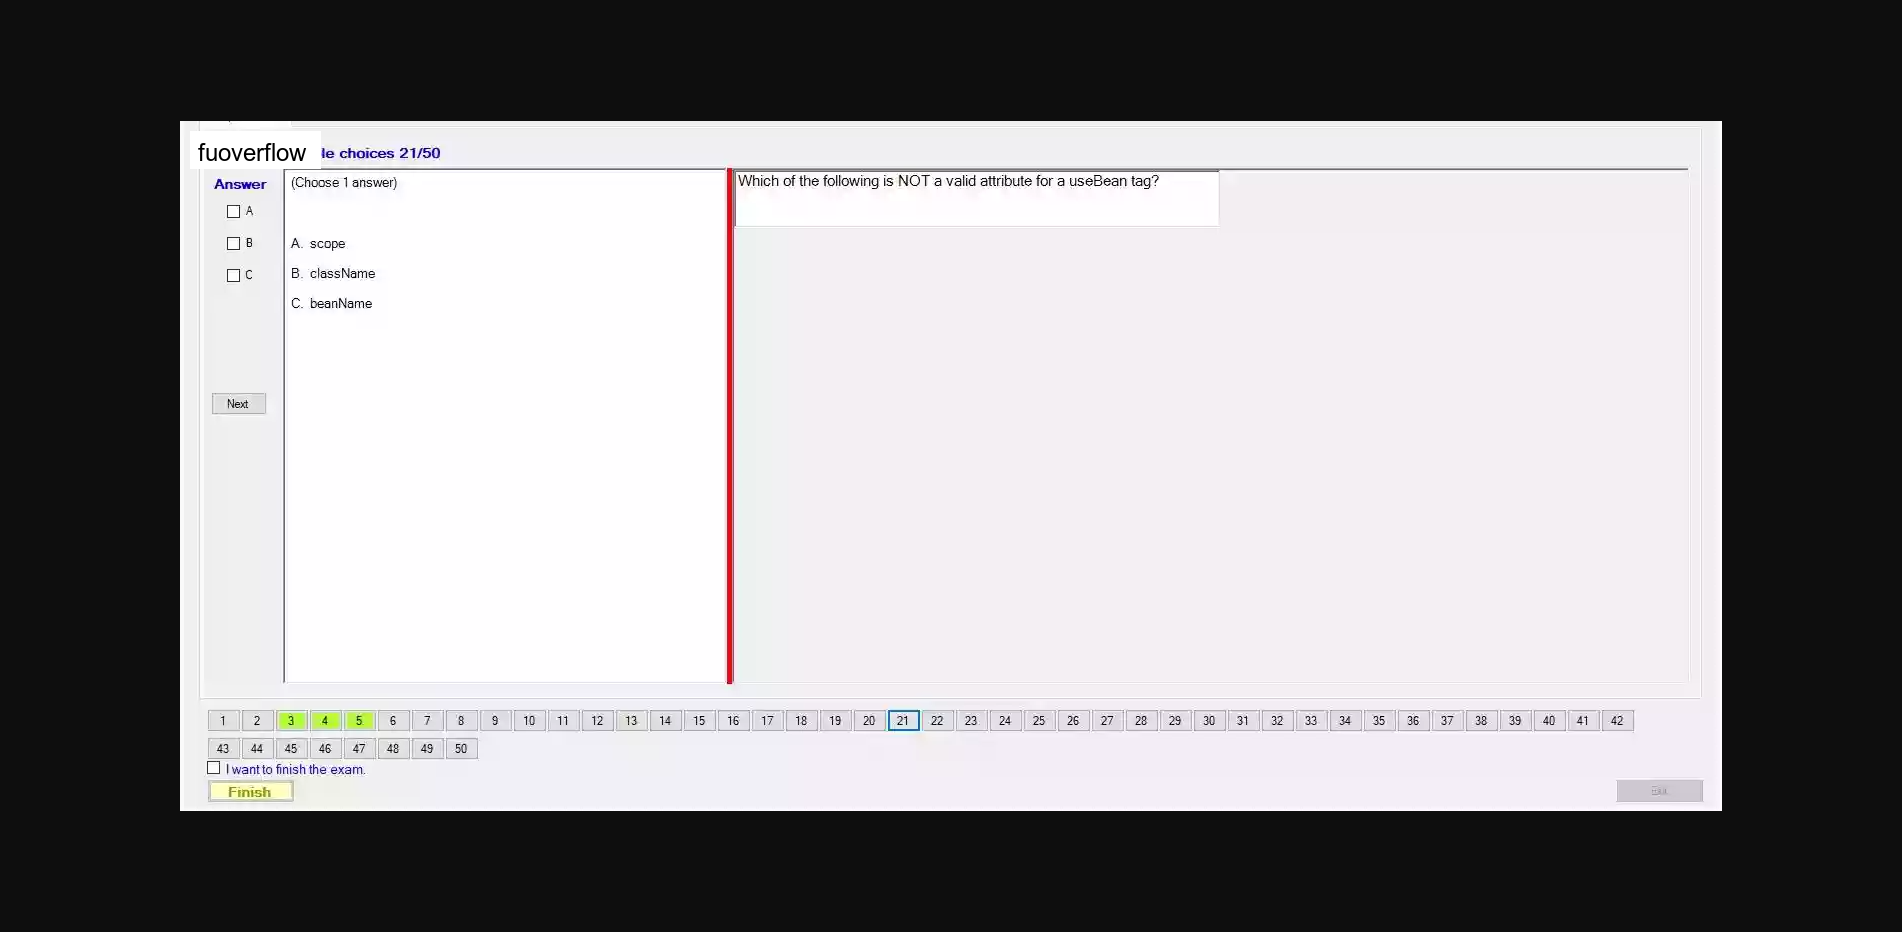 fuoverflow
le choices 21/50
Answer
(Choose 1 answer)
Which of the following is NOT a valid attribute for a useBean tag?
A
B
A. scope
C
B. className
C. beanName
Next
1 2 3 4 5 6 7 8 9 10 11 12 13 14 15 16 17 18 19 20 21 22 23 24 25 26 27 28 29 30 31 32 33 34 35 36 37 38 39 40 41 42
43 44 45 46 47 48 49 50
I want to finish the exam.
Finish
Exit